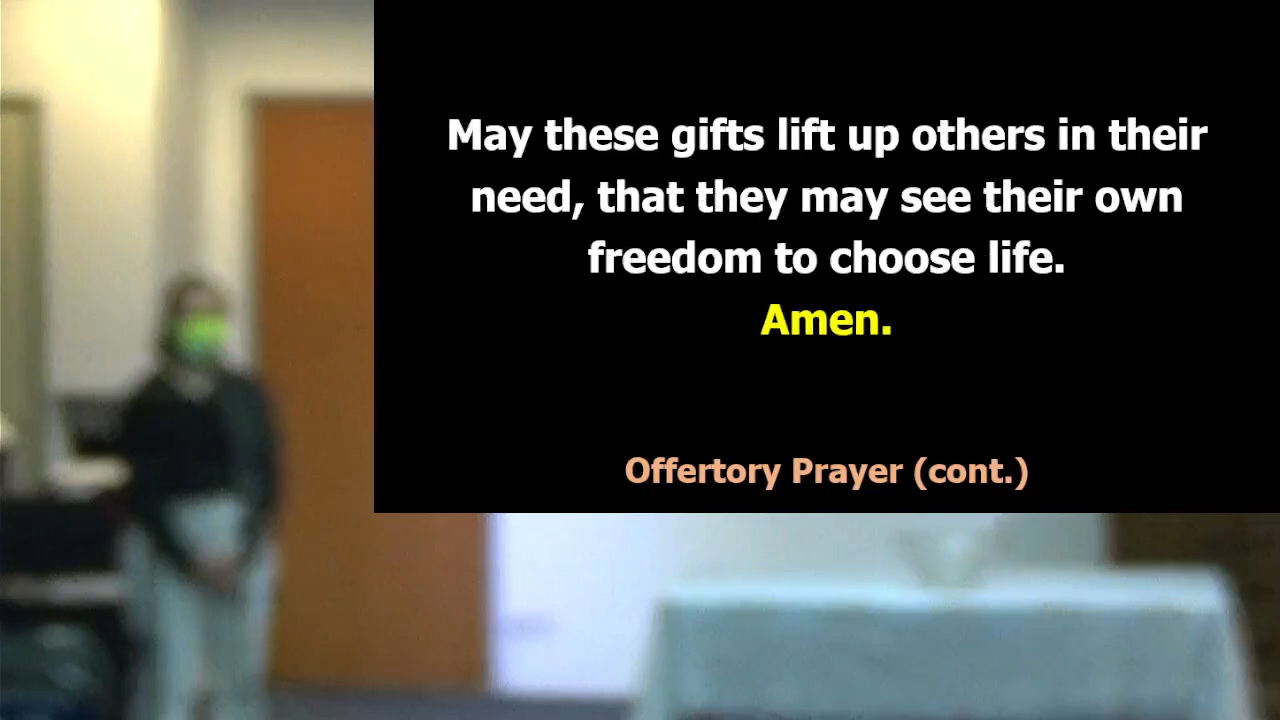 May these gifts lift up others in their
need, that they may see their own
freedom to choose life.
Amen.
Offertory Prayer (cont.)